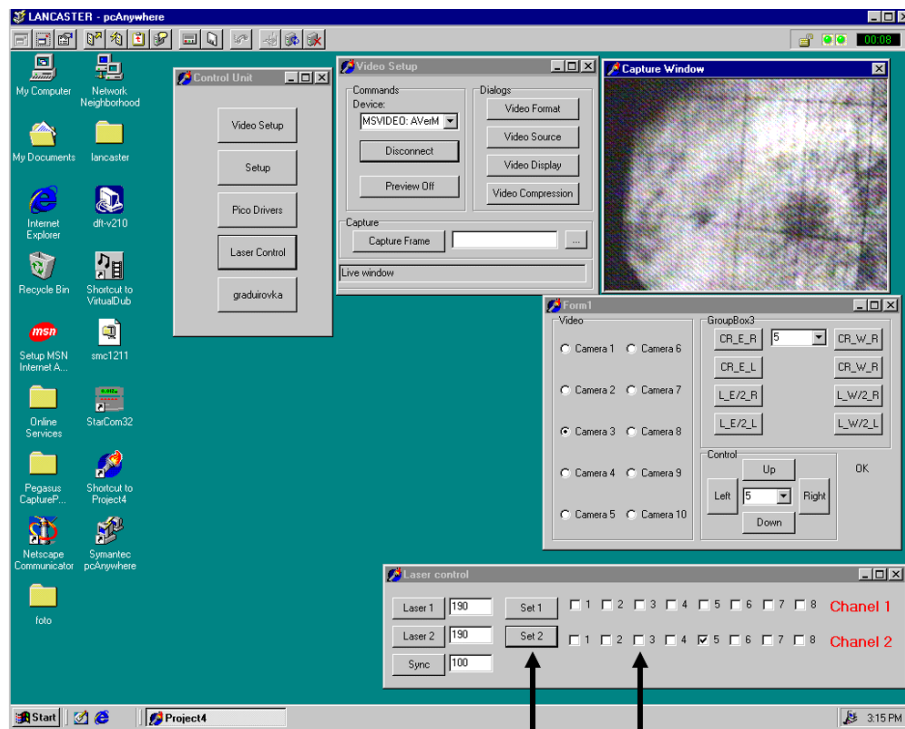 LANCASTER - pcAnywhere
00:08
My Computer
Network
Neighborhood
My Documents
lancaster
Internet
Explorer
dft-v210
Recycle Bin
Shortcut to
VirtualDub
Setup MSN
Internet A...
smc1211
Online
Services
StarCom32
Pegasus
CaptureP...
Shortcut to
Project4
Netscape
Communicator
Symantec
pcAnywhere
foto
msn
Control Unit
Video Setup
Setup
Pico Drivers
Laser Control
graduirovka
Video Setup
Commands
Device:
MSVIDEO: AVerM
Disconnect
Preview Off
Dialogs
Video Format
Video Source
Video Display
Video Compression
Capture
Capture Frame
...
Live window
Capture Window
Form1
Video
Camera 1
Camera 6
Camera 2
Camera 7
Camera 3
Camera 8
Camera 4
Camera 9
Camera 5
Camera 10
GroupBox3
CR_E_R
5
CR_W_R
CR_E_L
CR_W_R
L_E/2_R
L_W/2_R
L_E/2_L
L_W/2_L
Control
Up
OK
Left
5
Right
Down
Laser control
Laser 1 190 Set 1 1 2 3 4 5 6 7 8 Chanel 1
Laser 2 190 Set 2 1 2 3 4 5 6 7 8 Chanel 2
Sync 100
Start
Project4
3:15 PM